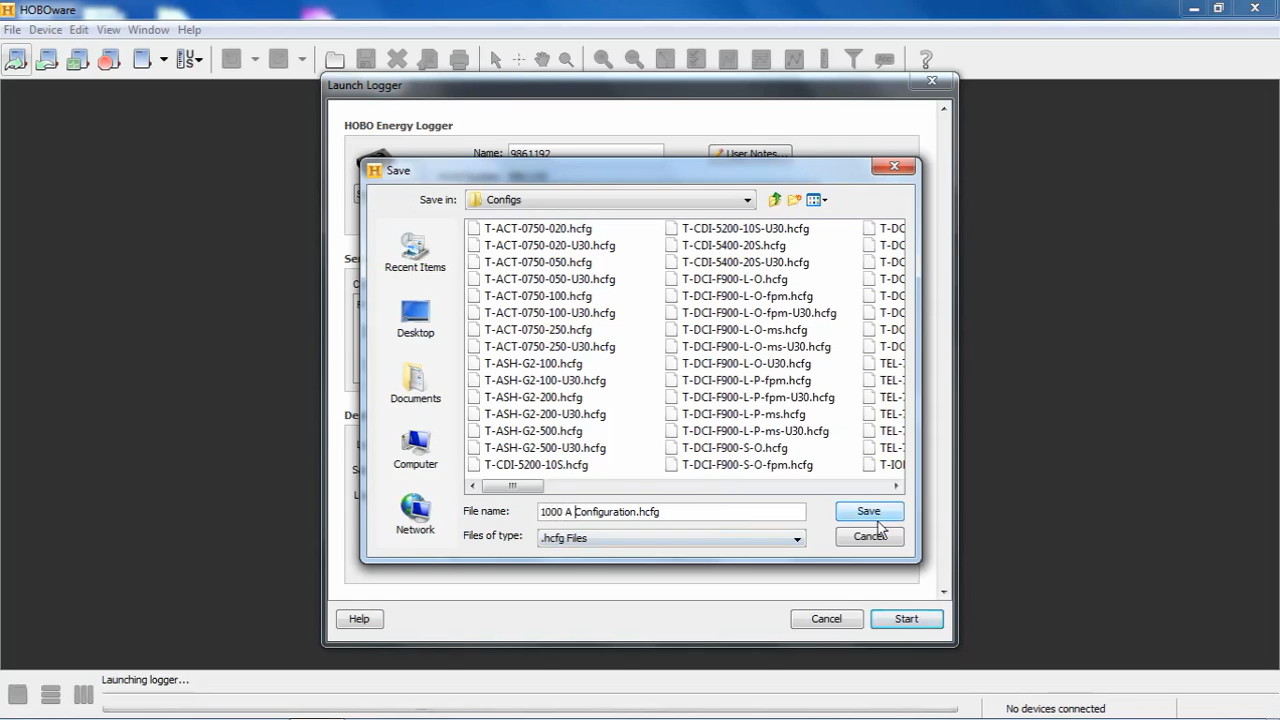 HOBOware
File Device Edit View Window Help
Launch Logger
HOBO Energy Logger
Name: 9861192 User Notes...
Save
Save in: Configs
Recent Items
Desktop
Documents
Computer
Network
T-ACT-0750-020.hcfg
T-ACT-0750-020-U30.hcfg
T-ACT-0750-050.hcfg
T-ACT-0750-050-U30.hcfg
T-ACT-0750-100.hcfg
T-ACT-0750-100-U30.hcfg
T-ACT-0750-250.hcfg
T-ACT-0750-250-U30.hcfg
T-ASH-G2-100.hcfg
T-ASH-G2-100-U30.hcfg
T-ASH-G2-200.hcfg
T-ASH-G2-200-U30.hcfg
T-ASH-G2-500.hcfg
T-ASH-G2-500-U30.hcfg
T-CDI-5200-10S.hcfg
T-CDI-5200-10S-U30.hcfg
T-CDI-5400-20S.hcfg
T-CDI-5400-20S-U30.hcfg
T-DCI-F900-L-O.hcfg
T-DCI-F900-L-O-fpm.hcfg
T-DCI-F900-L-O-fpm-U30.hcfg
T-DCI-F900-L-O-ms.hcfg
T-DCI-F900-L-O-ms-U30.hcfg
T-DCI-F900-L-O-U30.hcfg
T-DCI-F900-L-P-fpm.hcfg
T-DCI-F900-L-P-fpm-U30.hcfg
T-DCI-F900-L-P-ms.hcfg
T-DCI-F900-L-P-ms-U30.hcfg
T-DCI-F900-S-O.hcfg
T-DCI-F900-S-O-fpm.hcfg
File name: 1000 A Configuration.hcfg Save
Files of type: .hcfg Files Cancel
Help Cancel Start
Launching logger...
No devices connected